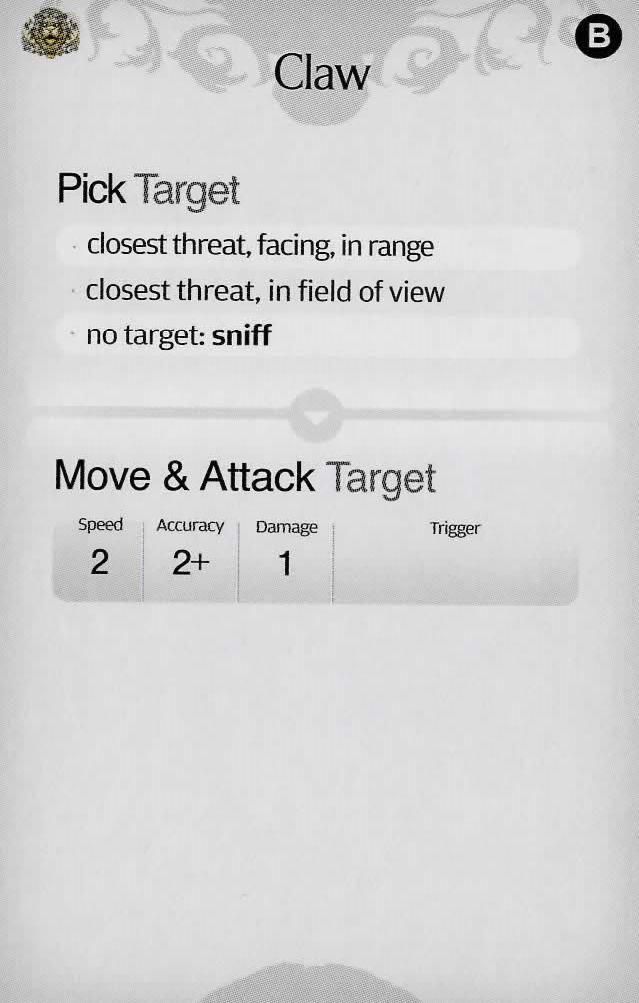 B
Claw
Pick Target
· closest threat, facing, in range
· closest threat, in field of view
· no target: sniff
Move & Attack Target
Speed Accuracy Damage Trigger
2 2+ 1